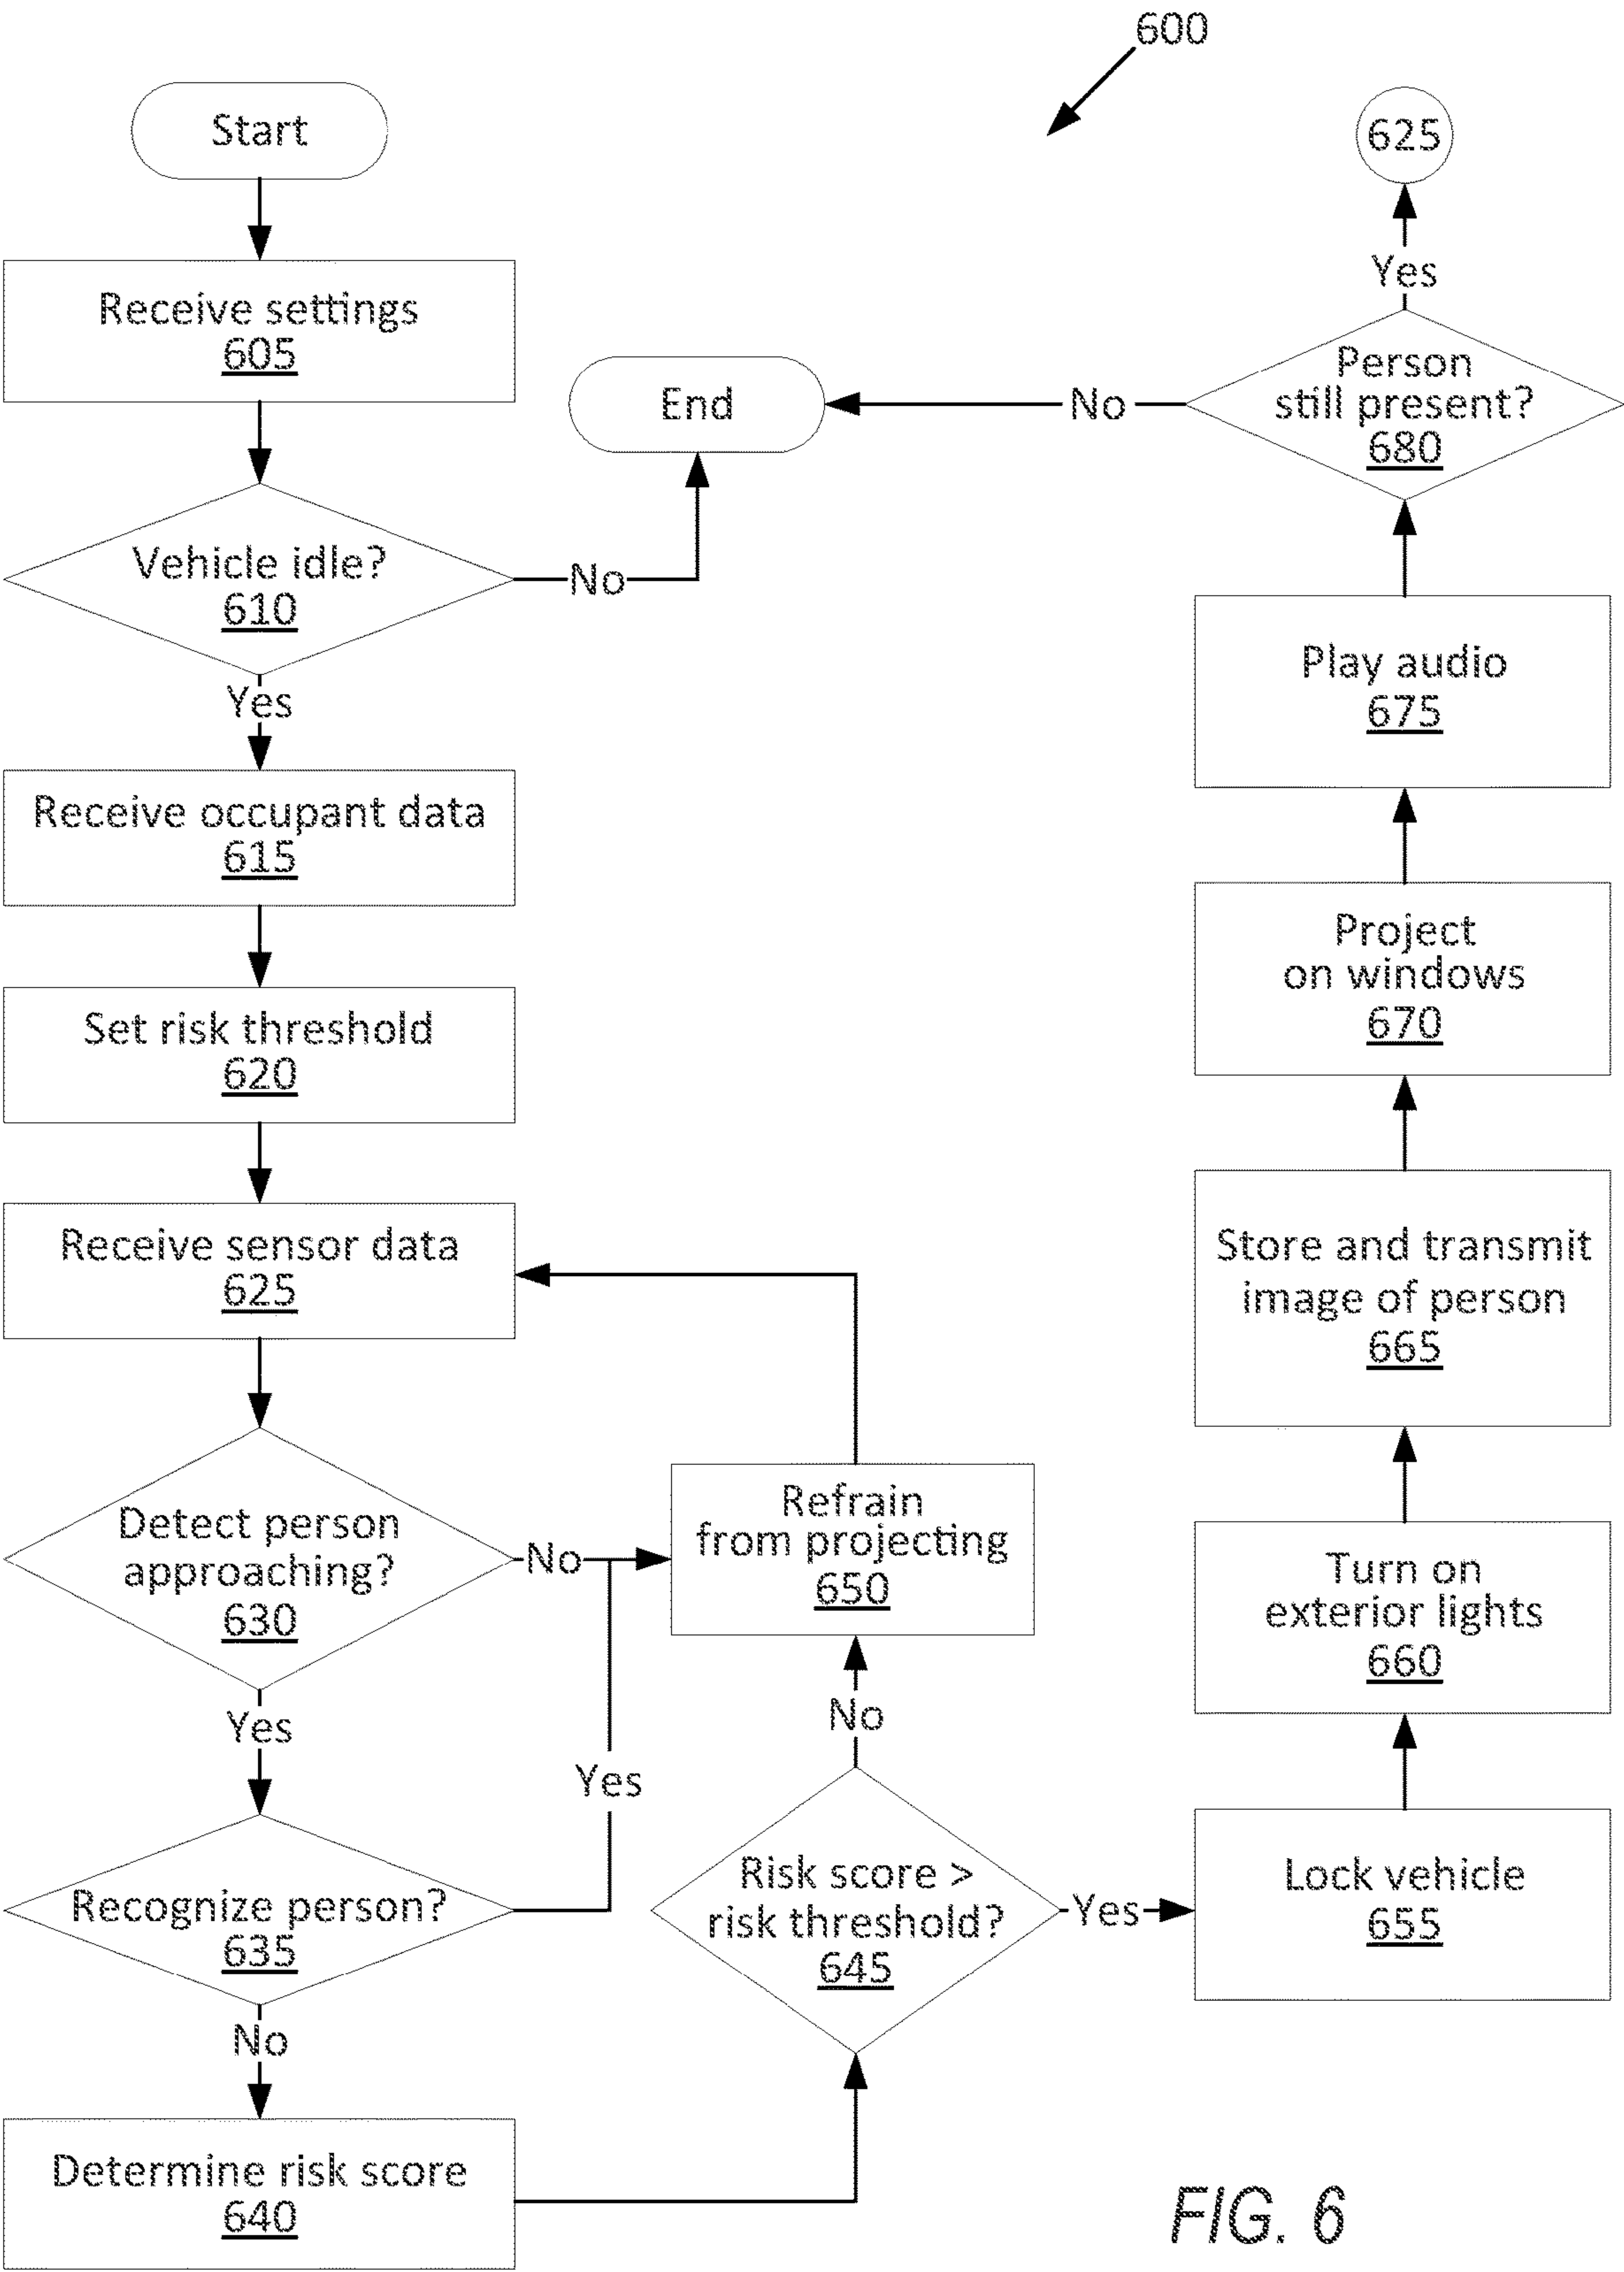 600
Start
Receive settings
605
Vehicle idle?
610
No
End
Yes
Receive occupant data
615
Set risk threshold
620
Receive sensor data
625
Detect person
approaching?
630
No
Yes
Recognize person?
635
Yes
No
Determine risk score
640
Refrain
from projecting
650
No
Risk score >
risk threshold?
645
Yes
Lock vehicle
655
Turn on
exterior lights
660
Store and transmit
image of person
665
Project
on windows
670
Play audio
675
Person
still present?
680
No
Yes
625
FIG. 6